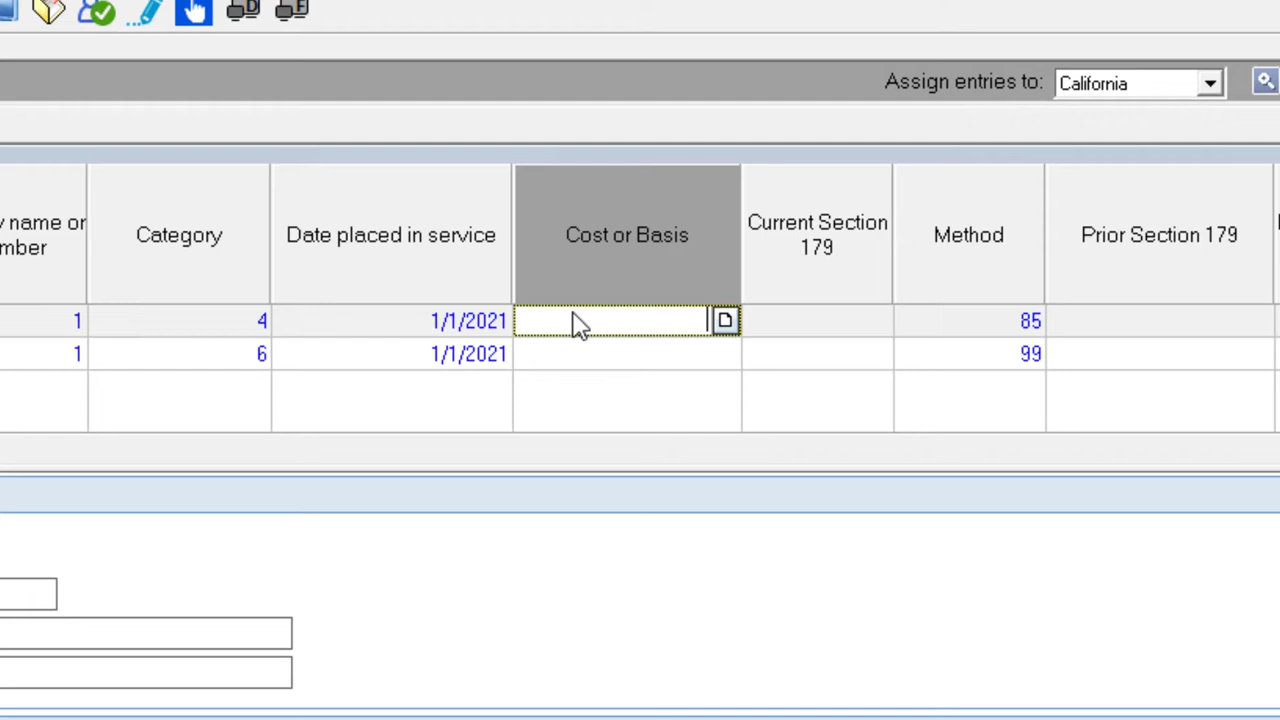 D F
Assign entries to: California
y name or
mber
Category
Date placed in service
Cost or Basis
Current Section
179
Method
Prior Section 179
1 4 1/1/2021 85
1 6 1/1/2021 99